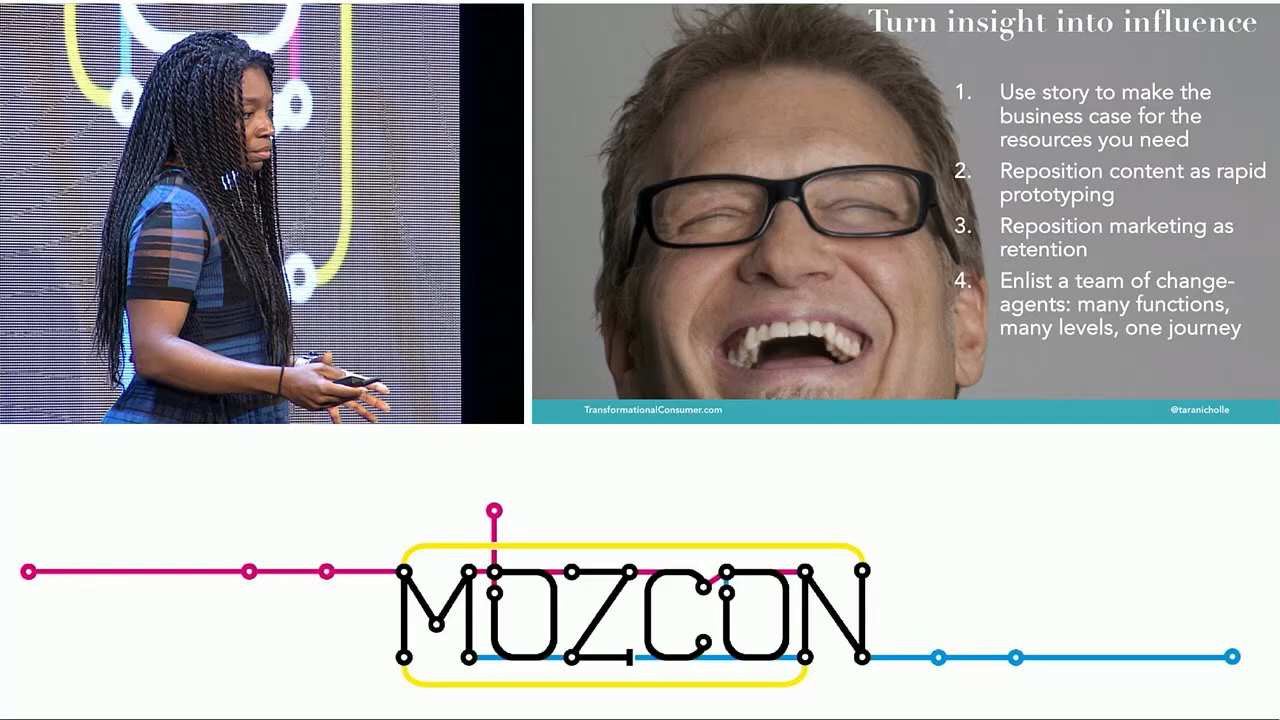 Turn insight into influence
1. Use story to make the
business case for the
resources you need
2. Reposition content as rapid
prototyping
3. Reposition marketing as
retention
4. Enlist a team of change-
agents: many functions,
many levels, one journey
TransformationalConsumer.com
@taranicholle
MOZCON